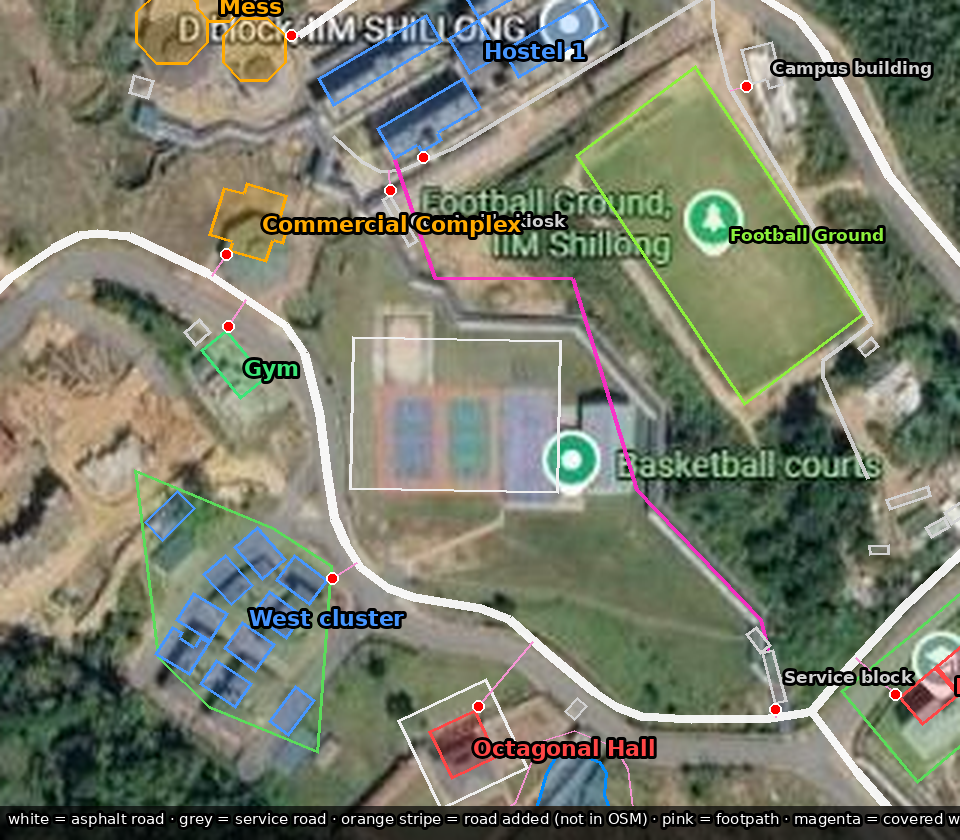 Mess
D block, IIM SHILLONG
Hostel 1
Campus building
Football Ground,
IIM Shillong
kiosk
Commercial Complex
Football Ground
Gym
Basketball courts
West cluster
Service block
Octagonal Hall
white = asphalt road · grey = service road · orange stripe = road added (not in OSM) · pink = footpath · magenta = covered w